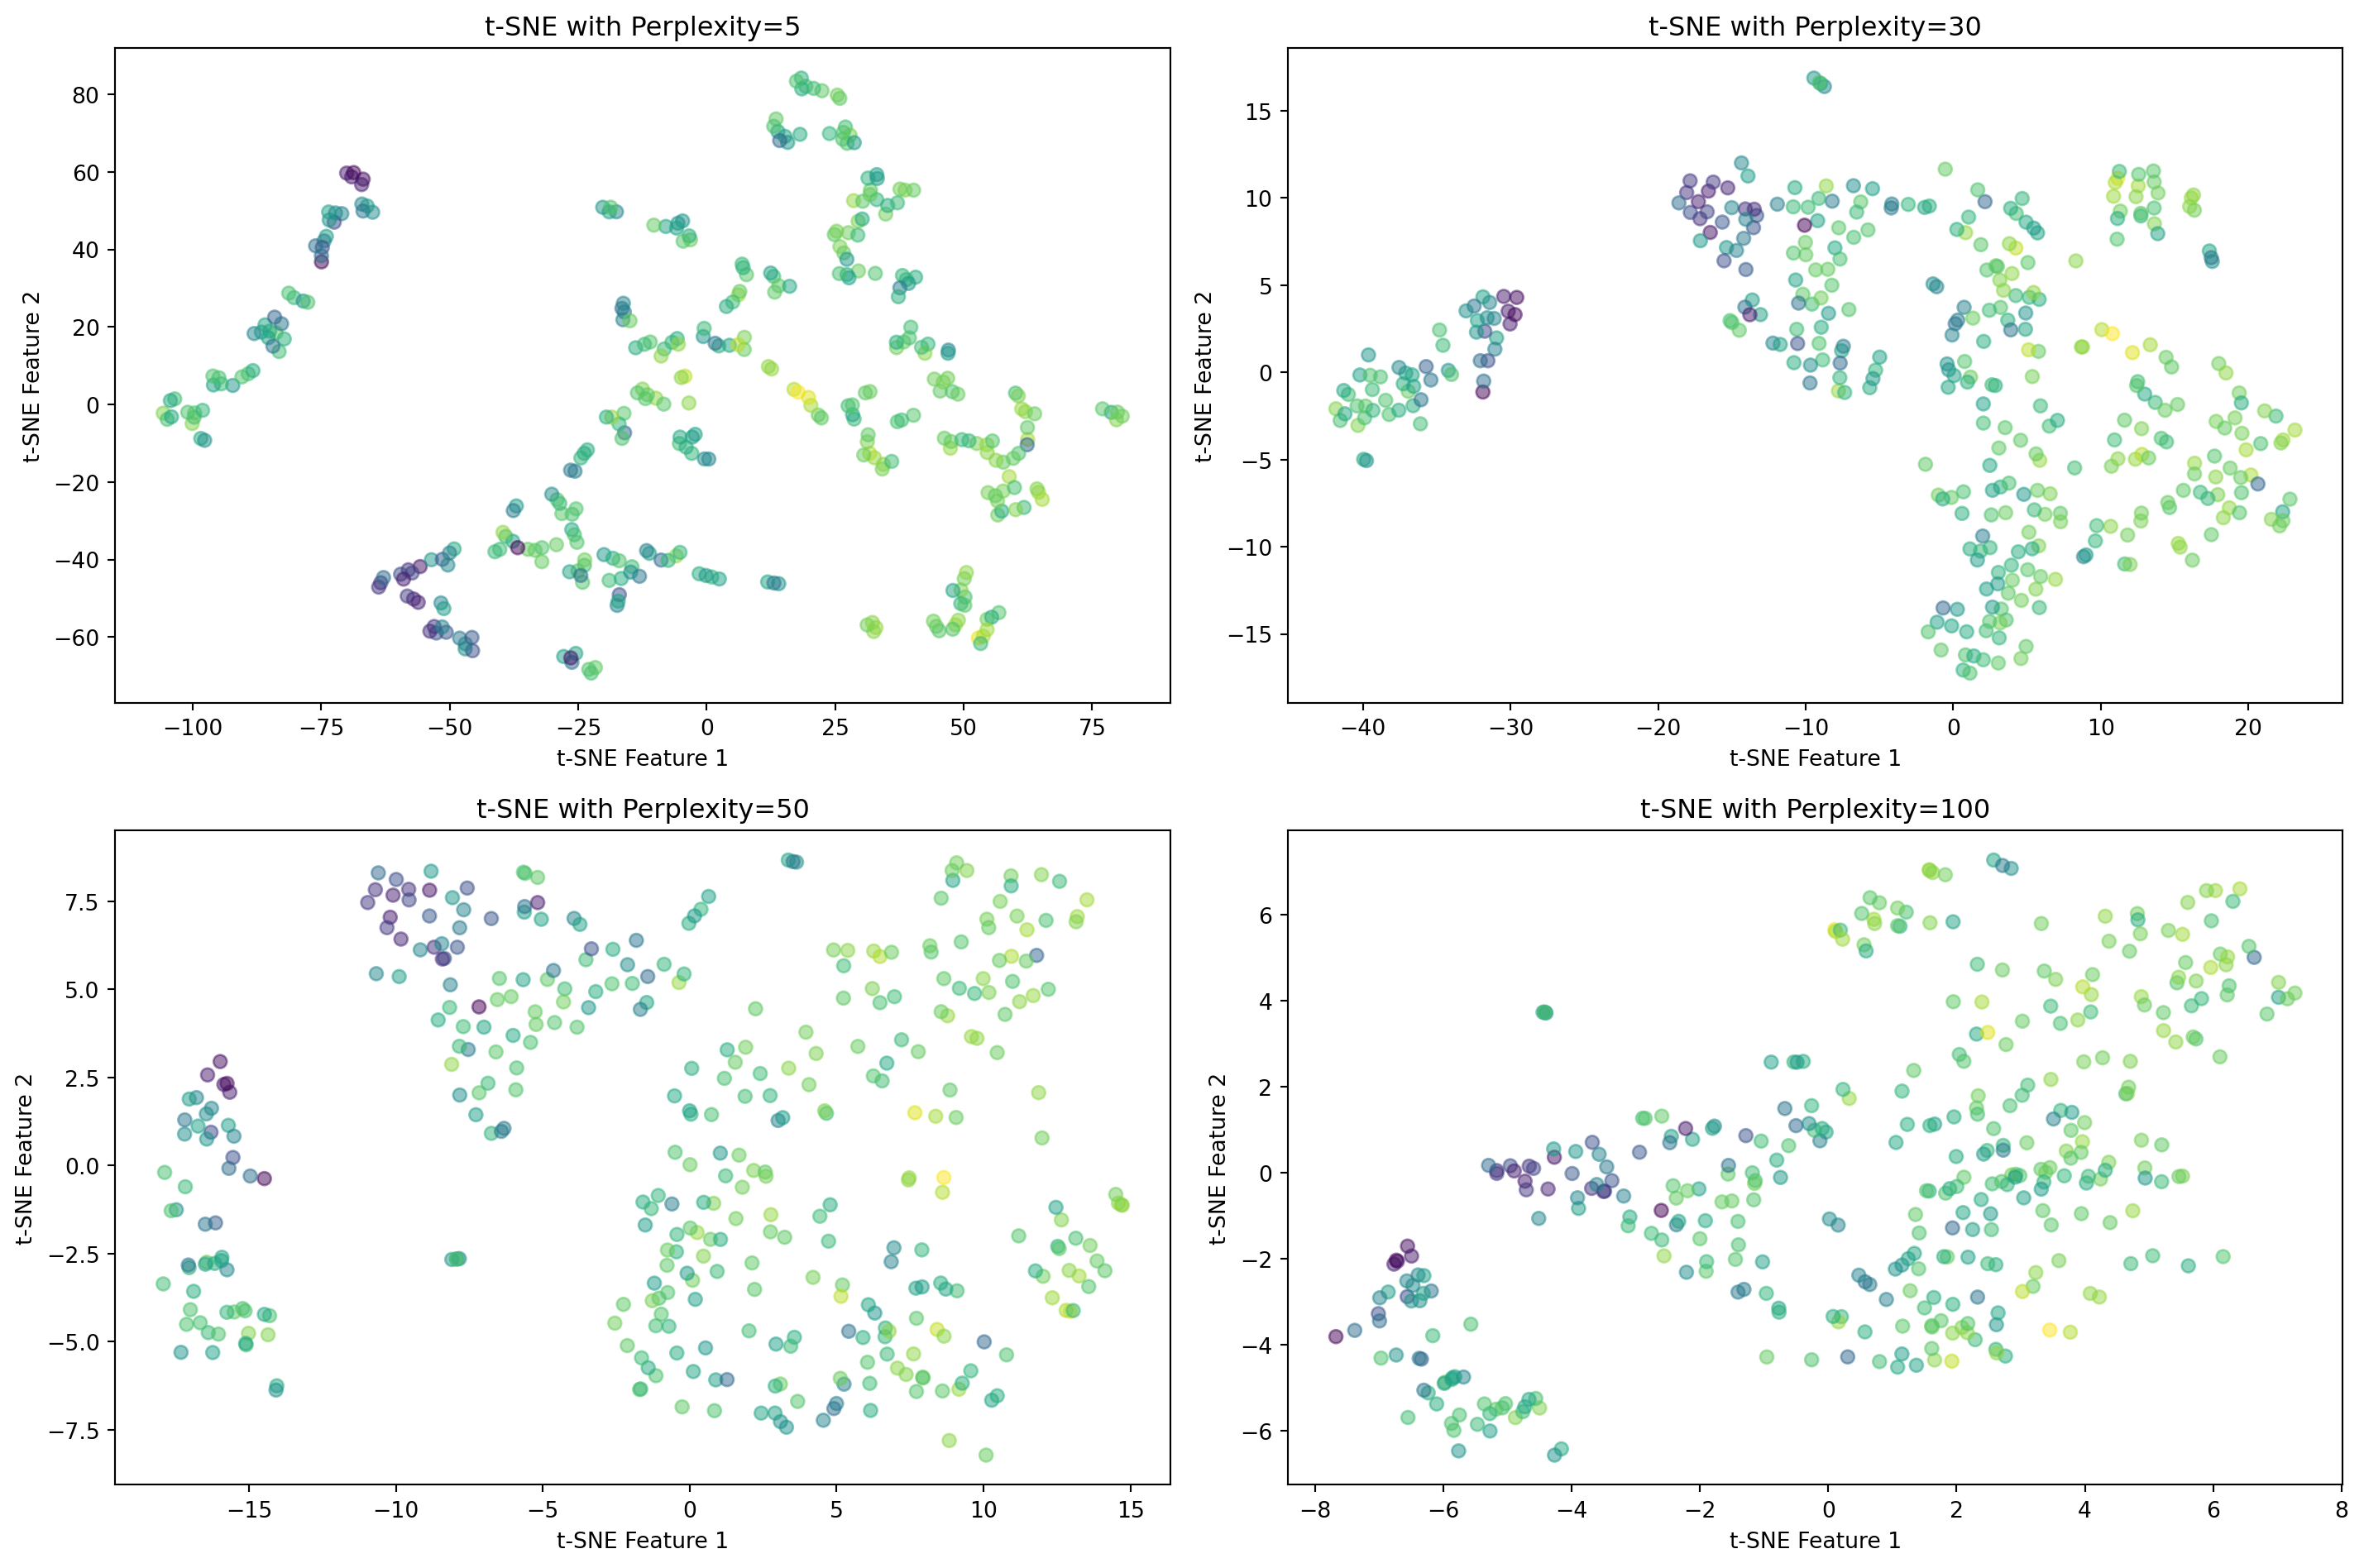 t-SNE with Perplexity=5
80
60
40
20
0
−20
−40
−60
t-SNE Feature 2
−100 −75 −50 −25 0 25 50 75
t-SNE Feature 1
t-SNE with Perplexity=30
15
10
5
0
−5
−10
−15
t-SNE Feature 2
−40 −30 −20 −10 0 10 20
t-SNE Feature 1
t-SNE with Perplexity=50
7.5
5.0
2.5
0.0
−2.5
−5.0
−7.5
t-SNE Feature 2
−15 −10 −5 0 5 10 15
t-SNE Feature 1
t-SNE with Perplexity=100
6
4
2
0
−2
−4
−6
t-SNE Feature 2
−8 −6 −4 −2 0 2 4 6 8
t-SNE Feature 1